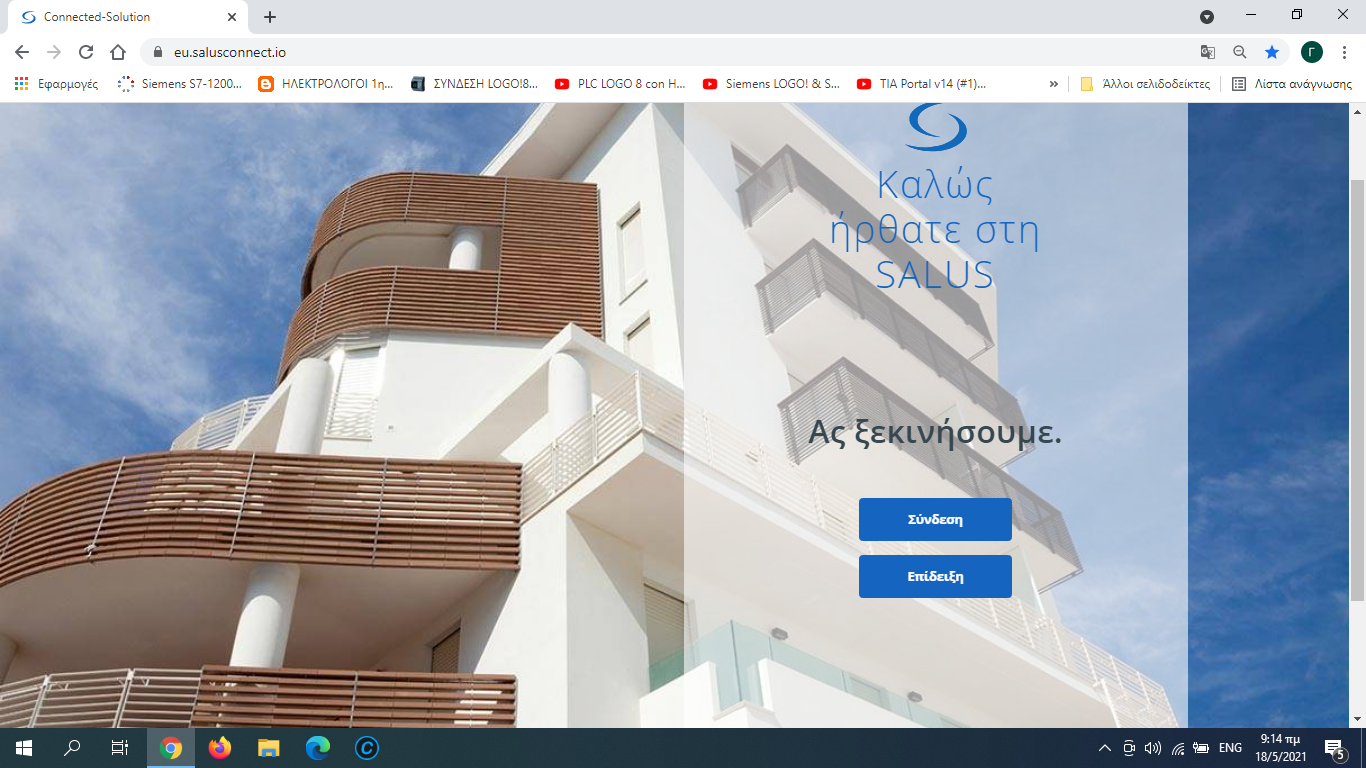 Connected-Solution
eu.salusconnect.io
Εφαρμογές
Siemens S7-1200...
ΗΛΕΚΤΡΟΛΟΓΟΙ 1η...
ΣΥΝΔΕΣΗ LOGO!8...
PLC LOGO 8 con H...
Siemens LOGO! & S...
TIA Portal v14 (#1)...
»
Άλλοι σελιδοδείκτες
Λίστα ανάγνωσης
Γ
Καλώς
ήρθατε στη
SALUS
Ας ξεκινήσουμε.
Σύνδεση
Επίδειξη
ENG
9:14 πμ
18/5/2021
5